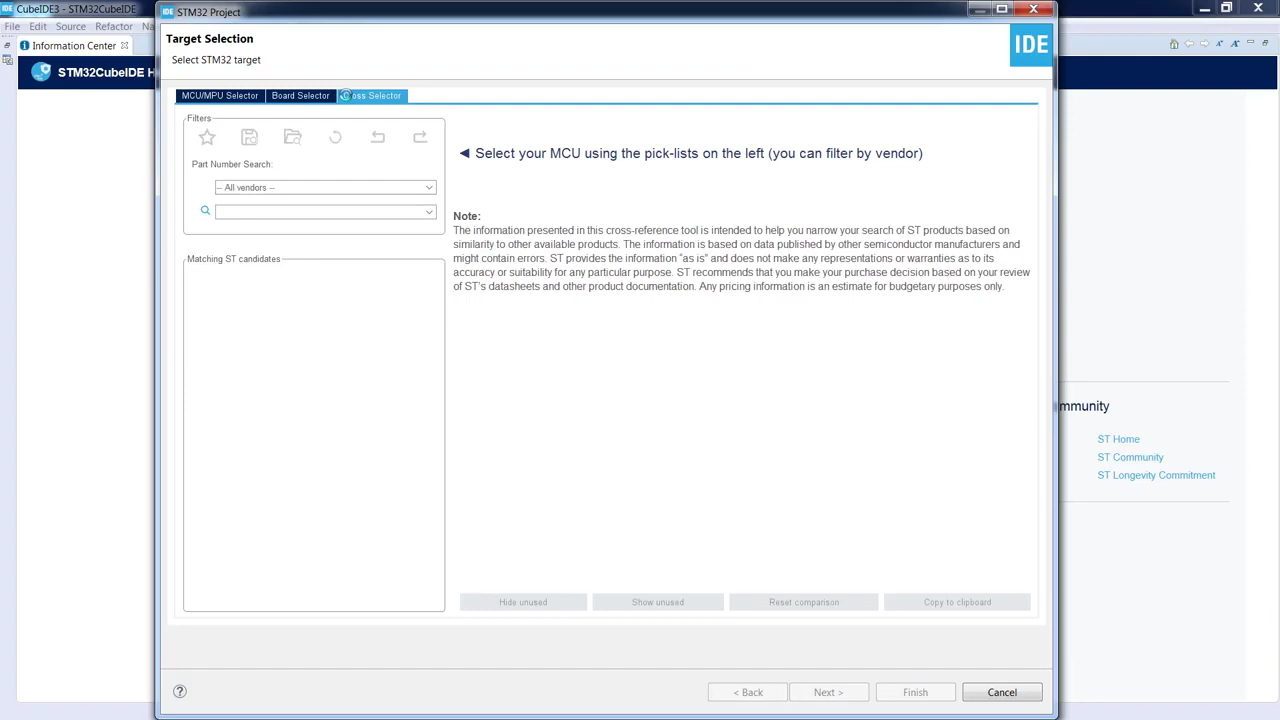 CubeIDE3 - STM32CubeIDE
IDE STM32 Project
File Edit Source Refactor
Target Selection
Select STM32 target
IDE
Information Center
STM32CubeIDE
MCU/MPU Selector Board Selector Cross Selector
Filters
Part Number Search:
-- All vendors --
Matching ST candidates
◄ Select your MCU using the pick-lists on the left (you can filter by vendor)
Note:
The information presented in this cross-reference tool is intended to help you narrow your search of ST products based on
similarity to other available products. The information is based on data published by other semiconductor manufacturers and
might contain errors. ST provides the information "as is" and does not make any representations or warranties as to its
accuracy or suitability for any particular purpose. ST recommends that you make your purchase decision based on your review
of ST's datasheets and other product documentation. Any pricing information is an estimate for budgetary purposes only.
Hide unused Show unused Reset comparison Copy to clipboard
mmunity
ST Home
ST Community
ST Longevity Commitment
? < Back Next > Finish Cancel